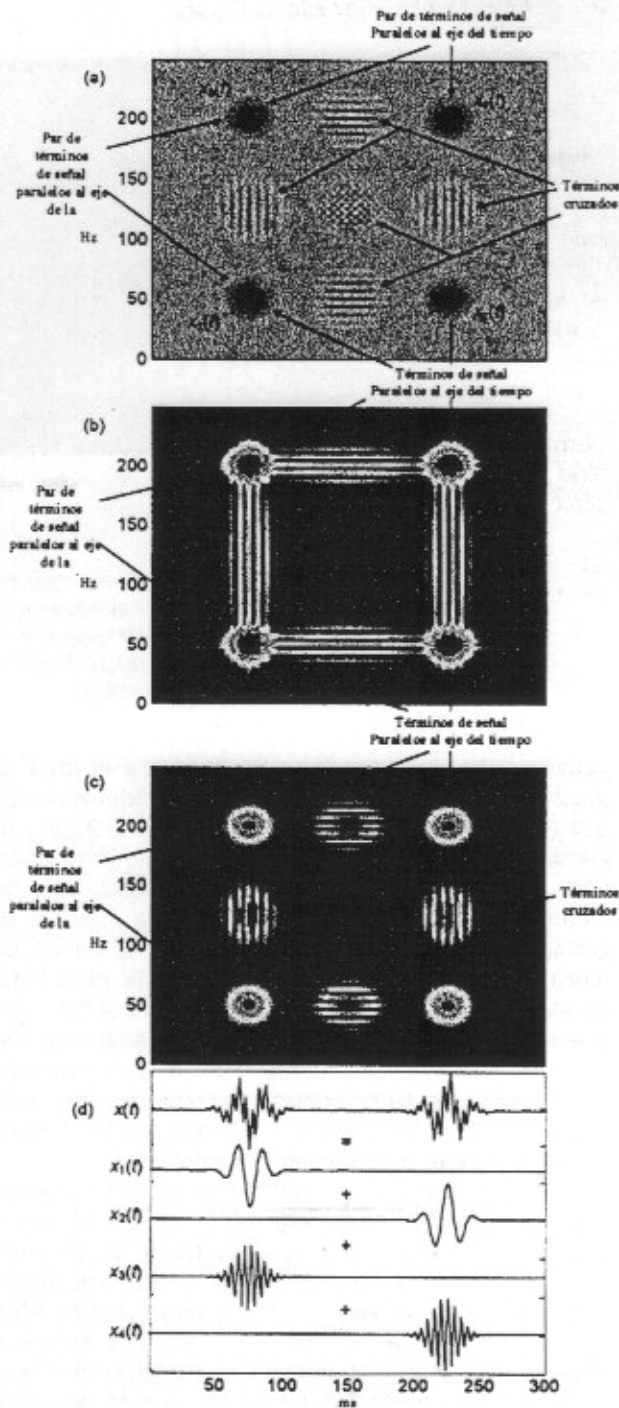 Par de términos de señal
Paralelos al eje del tiempo
(a)
200
150
Hz
100
50
0
Par de
términos
de señal
paralelos al eje
de la
Términos
cruzados
Términos de señal
Paralelos al eje del tiempo
(b)
200
150
Hz
100
50
0
Par de
términos
de señal
paralelos al eje
de la
Términos de señal
Paralelos al eje del tiempo
(c)
200
150
Hz
100
50
0
Par de
términos
de señal
paralelos al eje
de la
Términos
cruzados
(d)
x(t)
=
x₁(t)
+
x₂(t)
+
x₃(t)
+
x₄(t)
50 100 150 200 250 300
ms